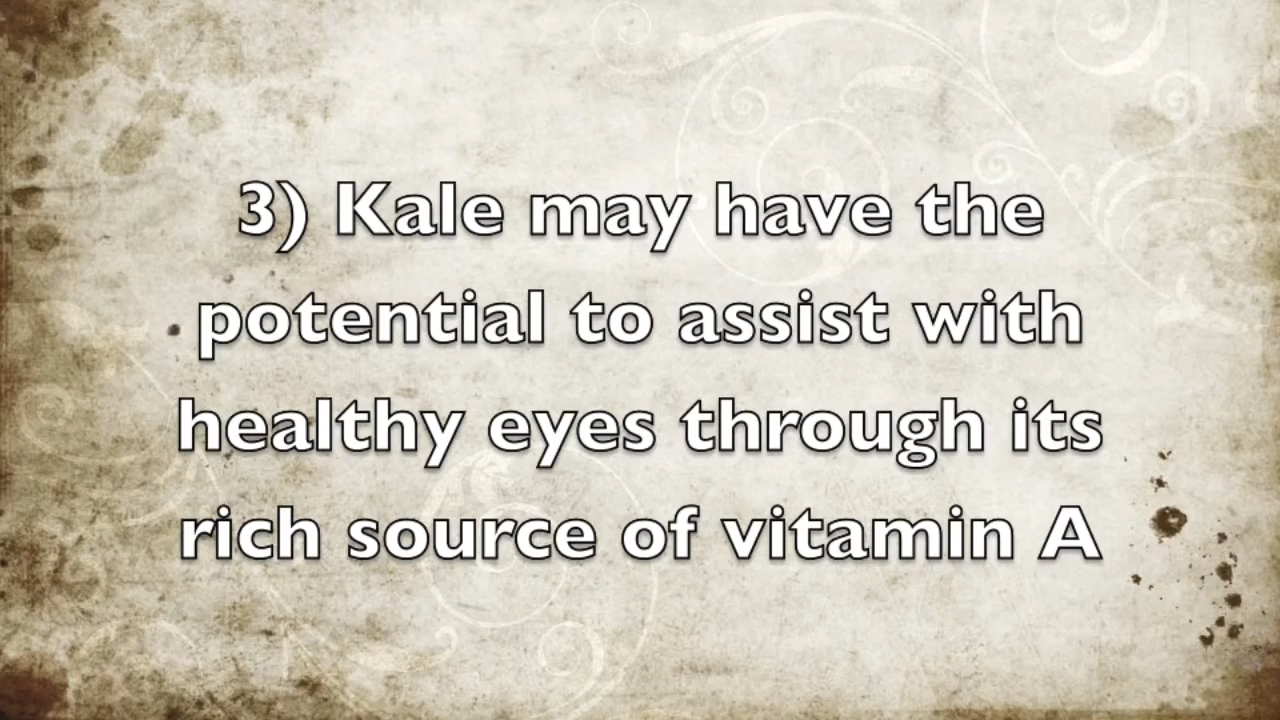 3) Kale may have the
potential to assist with
healthy eyes through its
rich source of vitamin A